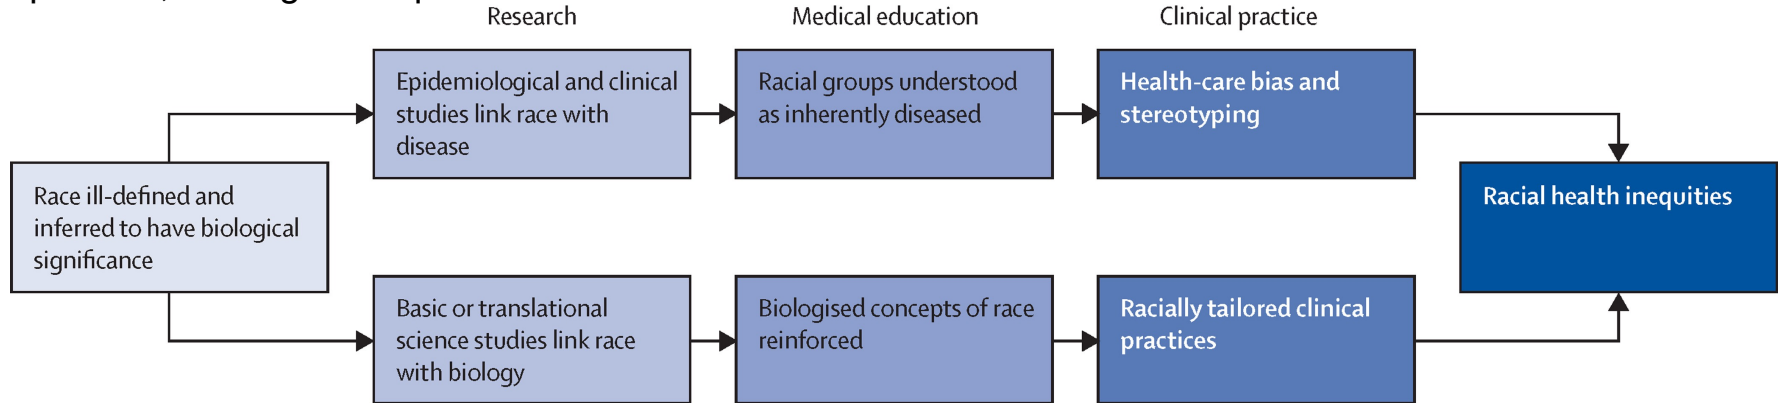 Research
Medical education
Clinical practice
Race ill-defined and
inferred to have biological
significance
Epidemiological and clinical
studies link race with
disease
Racial groups understood
as inherently diseased
Health-care bias and
stereotyping
Basic or translational
science studies link race
with biology
Biologised concepts of race
reinforced
Racially tailored clinical
practices
Racial health inequities